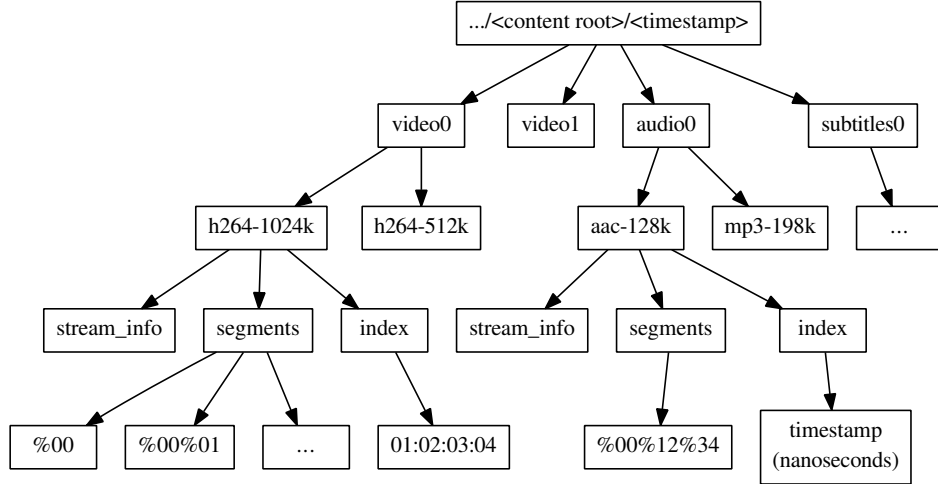 .../<content root>/<timestamp>
video0
video1
audio0
subtitles0
h264-1024k
h264-512k
aac-128k
mp3-198k
...
stream_info
segments
index
stream_info
segments
index
%00
%00%01
...
01:02:03:04
%00%12%34
timestamp
(nanoseconds)